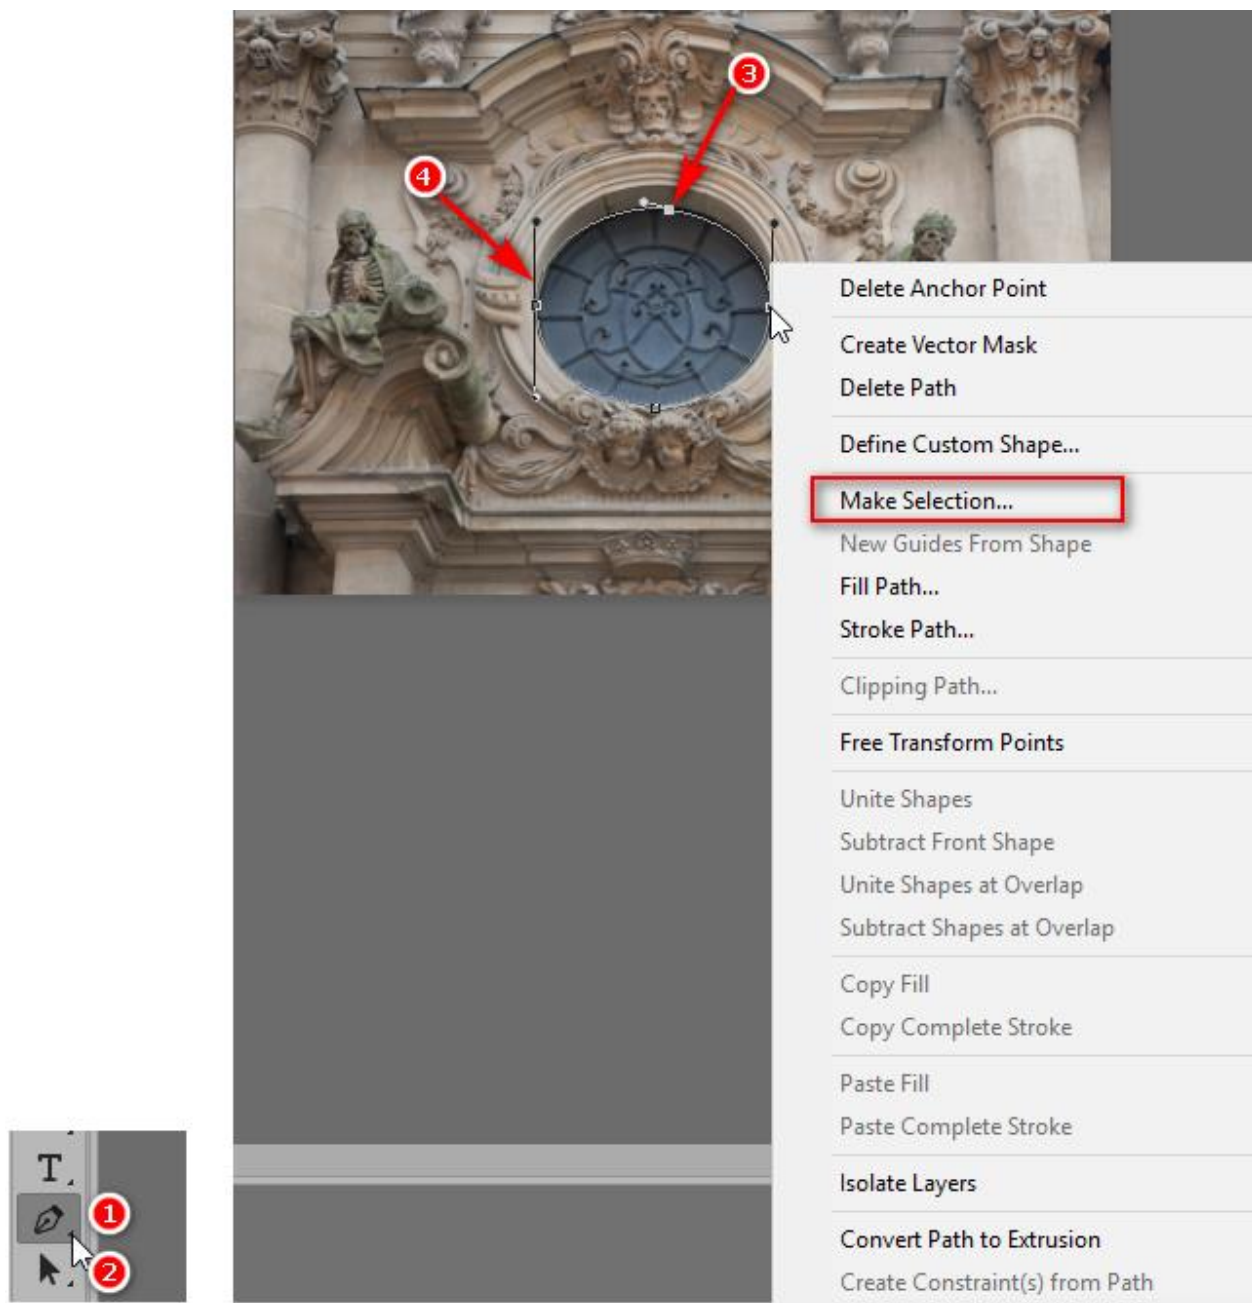 3
4
Delete Anchor Point
Create Vector Mask
Delete Path
Define Custom Shape...
Make Selection...
New Guides From Shape
Fill Path...
Stroke Path...
Clipping Path...
Free Transform Points
Unite Shapes
Subtract Front Shape
Unite Shapes at Overlap
Subtract Shapes at Overlap
Copy Fill
Copy Complete Stroke
Paste Fill
Paste Complete Stroke
Isolate Layers
Convert Path to Extrusion
Create Constraint(s) from Path
T
1
2